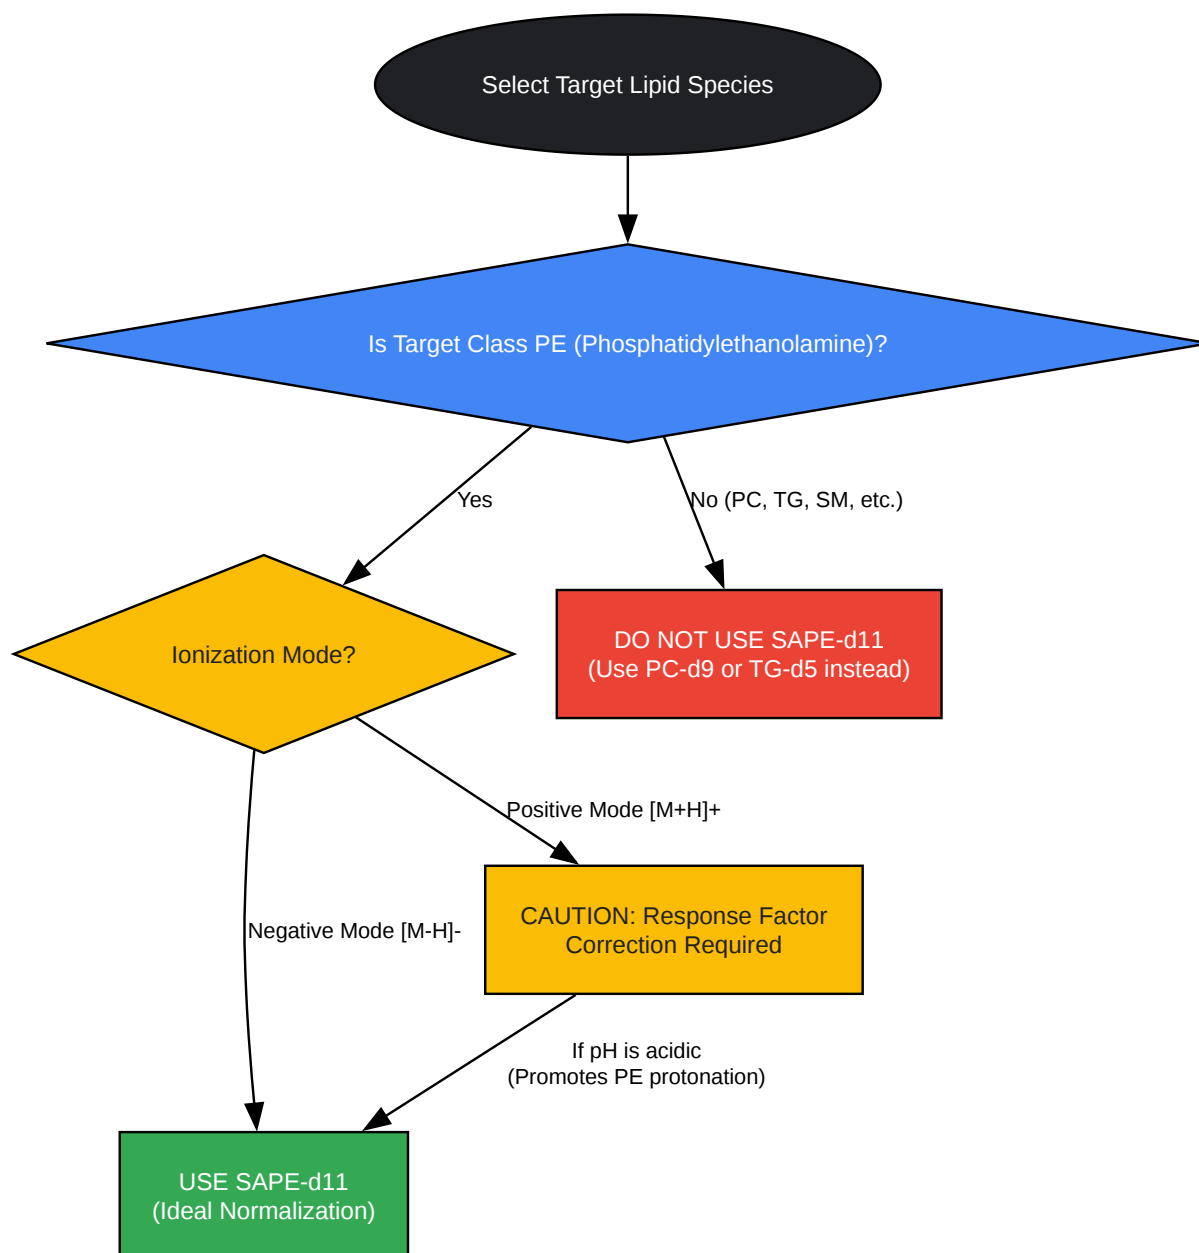 Select Target Lipid Species
Is Target Class PE (Phosphatidylethanolamine)?
Yes
No (PC, TG, SM, etc.)
Ionization Mode?
DO NOT USE SAPE-d11
(Use PC-d9 or TG-d5 instead)
Positive Mode [M+H]+
CAUTION: Response Factor
Correction Required
Negative Mode [M-H]-
If pH is acidic
(Promotes PE protonation)
USE SAPE-d11
(Ideal Normalization)